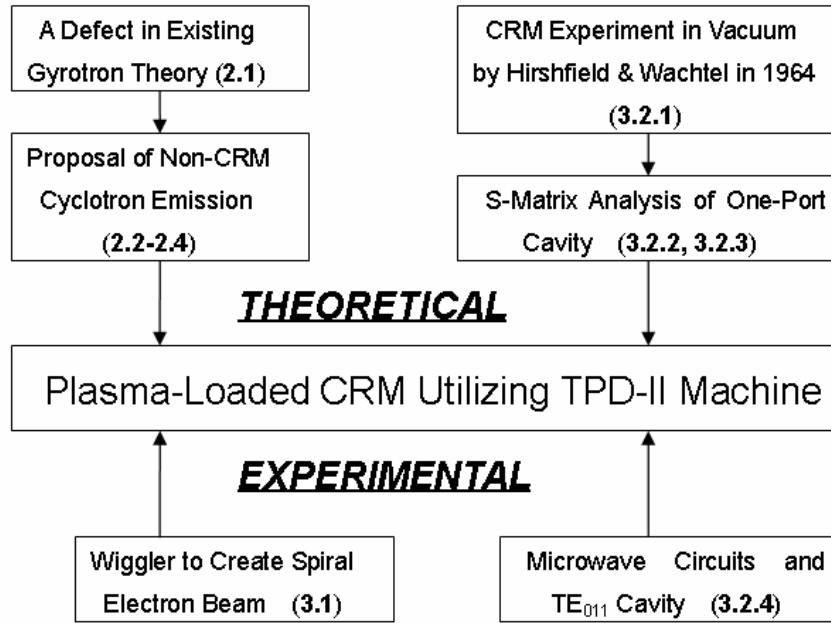 A Defect in Existing
Gyrotron Theory (2.1)
Proposal of Non-CRM
Cyclotron Emission
(2.2-2.4)
CRM Experiment in Vacuum
by Hirshfield & Wachtel in 1964
(3.2.1)
S-Matrix Analysis of One-Port
Cavity (3.2.2, 3.2.3)
THEORETICAL
Plasma-Loaded CRM Utilizing TPD-II Machine
EXPERIMENTAL
Wiggler to Create Spiral
Electron Beam (3.1)
Microwave Circuits and
TE₀₁₁ Cavity (3.2.4)